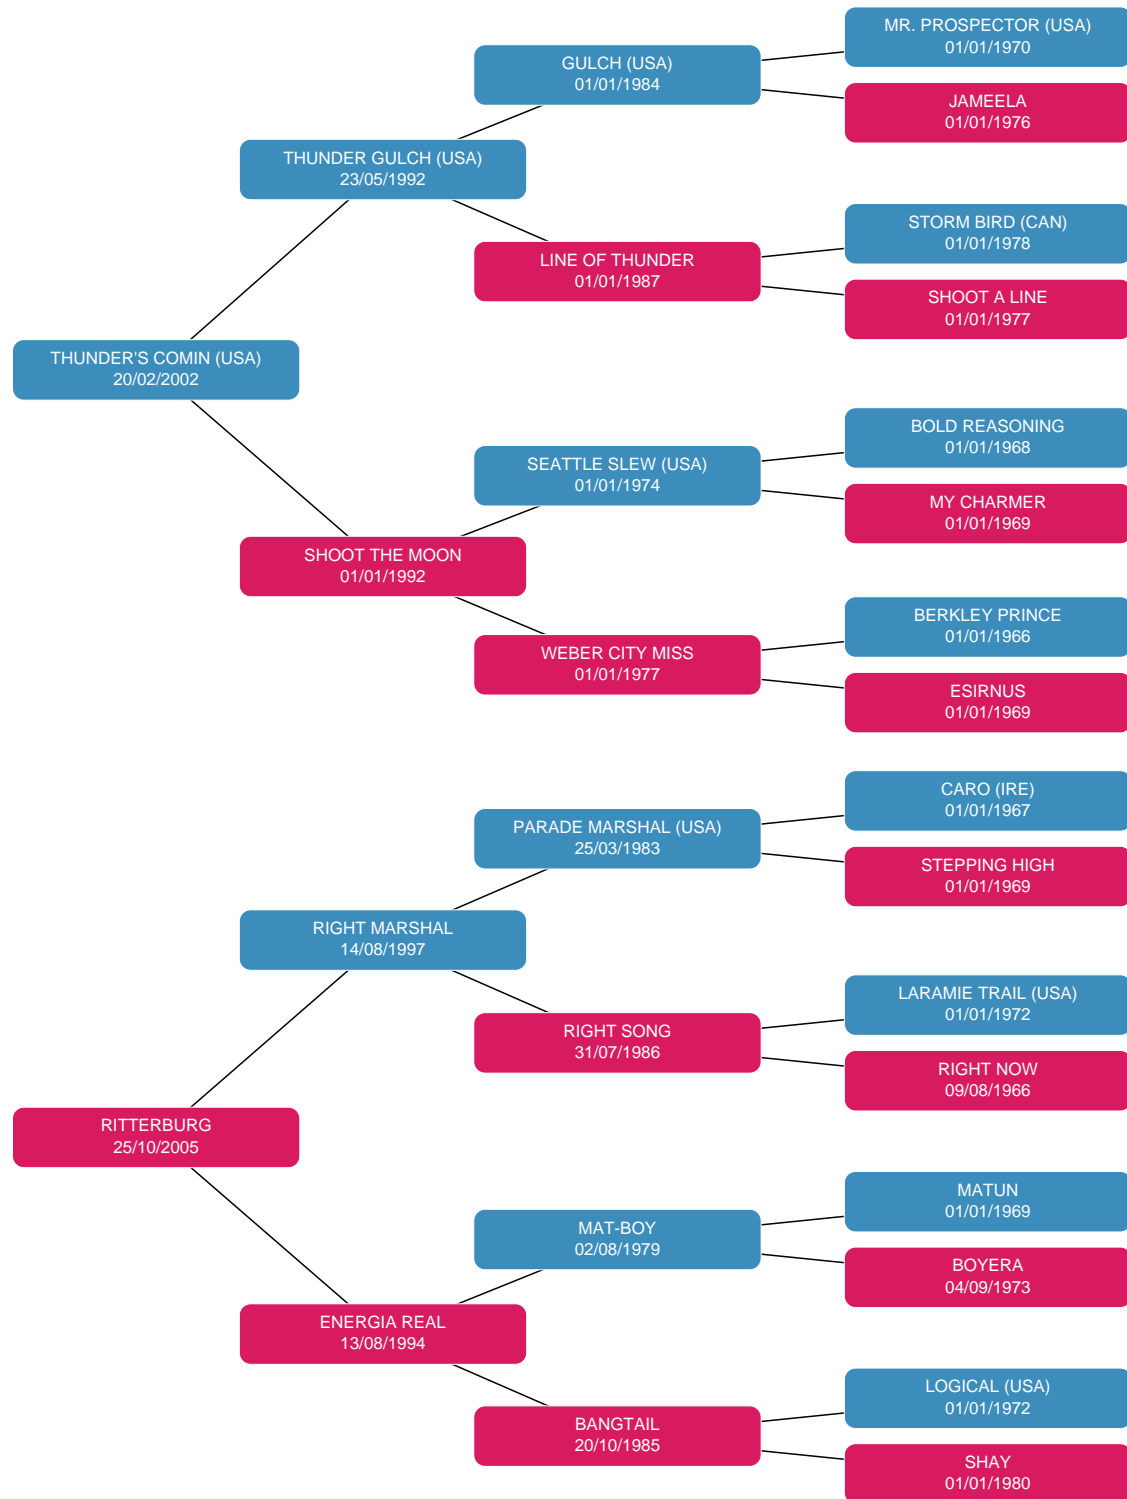 MR. PROSPECTOR (USA)
01/01/1970
GULCH (USA)
01/01/1984
JAMEELA
01/01/1976
THUNDER GULCH (USA)
23/05/1992
STORM BIRD (CAN)
01/01/1978
LINE OF THUNDER
01/01/1987
SHOOT A LINE
01/01/1977
THUNDER'S COMIN (USA)
20/02/2002
BOLD REASONING
01/01/1968
SEATTLE SLEW (USA)
01/01/1974
MY CHARMER
01/01/1969
SHOOT THE MOON
01/01/1992
BERKLEY PRINCE
01/01/1966
WEBER CITY MISS
01/01/1977
ESIRNUS
01/01/1969
CARO (IRE)
01/01/1967
PARADE MARSHAL (USA)
25/03/1983
STEPPING HIGH
01/01/1969
RIGHT MARSHAL
14/08/1997
LARAMIE TRAIL (USA)
01/01/1972
RIGHT SONG
31/07/1986
RIGHT NOW
09/08/1966
RITTERBURG
25/10/2005
MATUN
01/01/1969
MAT-BOY
02/08/1979
BOYERA
04/09/1973
ENERGIA REAL
13/08/1994
LOGICAL (USA)
01/01/1972
BANGTAIL
20/10/1985
SHAY
01/01/1980